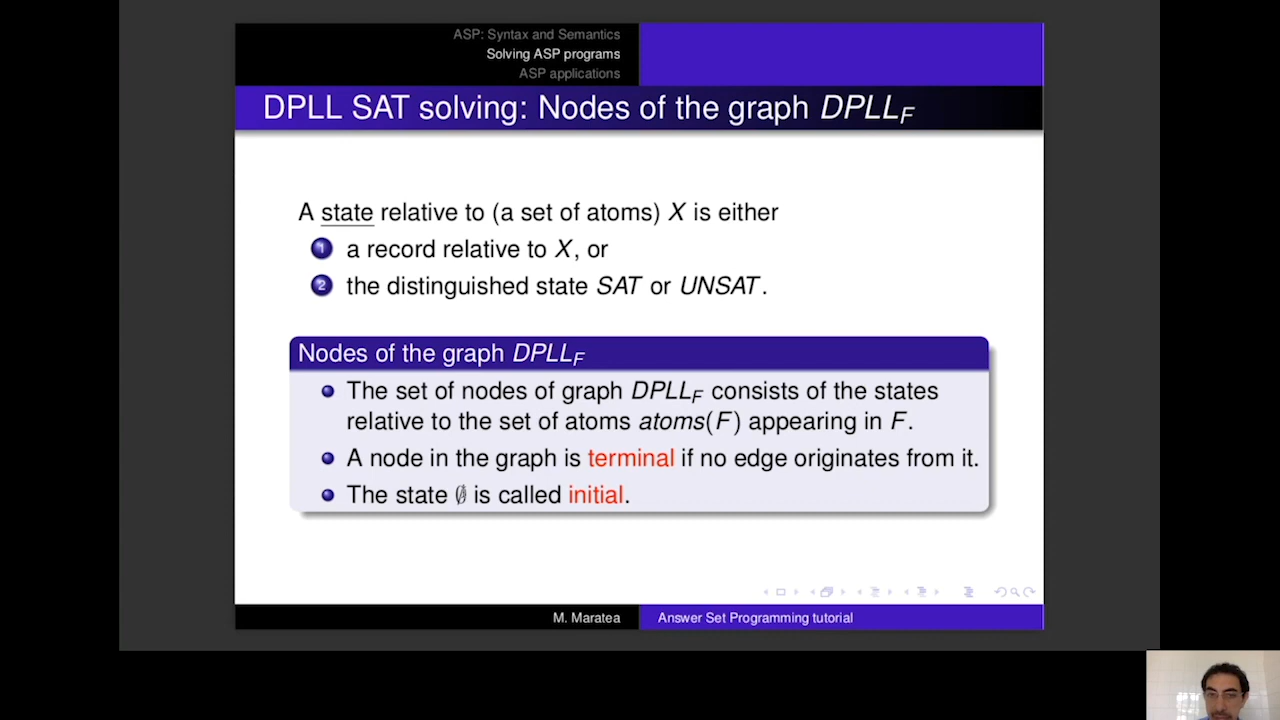 ASP: Syntax and Semantics
Solving ASP programs
ASP applications
DPLL SAT solving: Nodes of the graph DPLL_F
A state relative to (a set of atoms) X is either
1 a record relative to X, or
2 the distinguished state SAT or UNSAT.
Nodes of the graph DPLL_F
The set of nodes of graph DPLL_F consists of the states
relative to the set of atoms atoms(F) appearing in F.
A node in the graph is terminal if no edge originates from it.
The state ∅ is called initial.
M. Maratea
Answer Set Programming tutorial